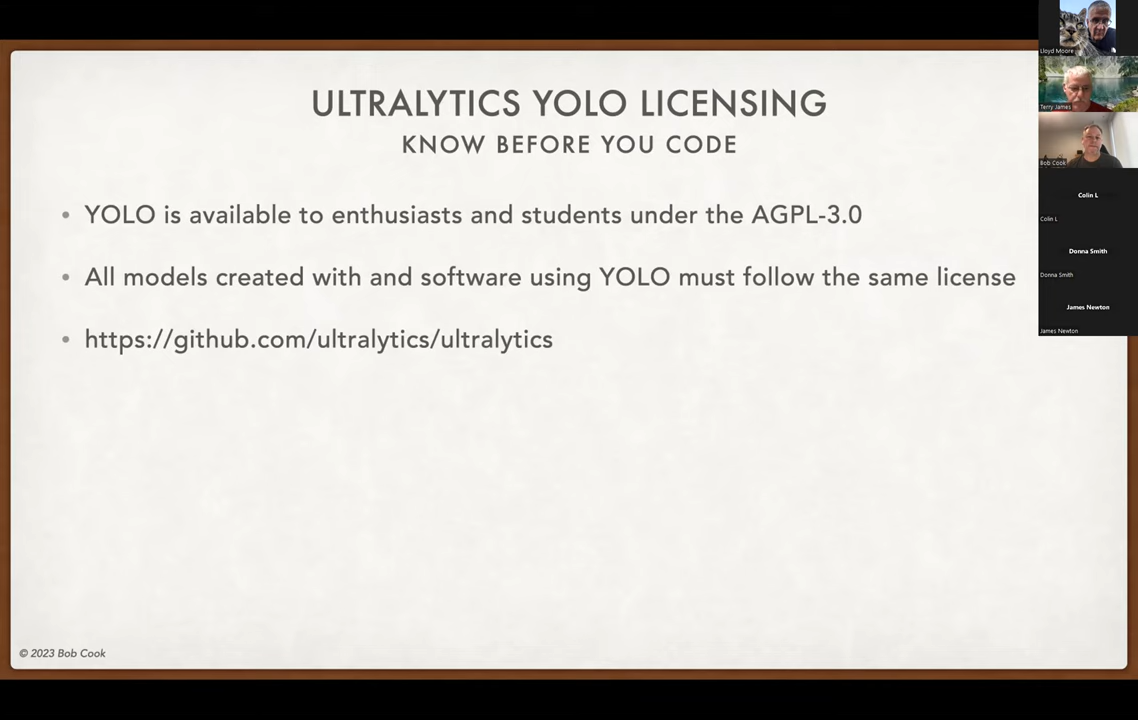 ULTRALYTICS YOLO LICENSING
KNOW BEFORE YOU CODE
• YOLO is available to enthusiasts and students under the AGPL-3.0
• All models created with and software using YOLO must follow the same license
• https://github.com/ultralytics/ultralytics
© 2023 Bob Cook
Lloyd Moore
Terry James
Bob Cook
Colin L
Colin L
Donna Smith
Donna Smith
James Newton
James Newton